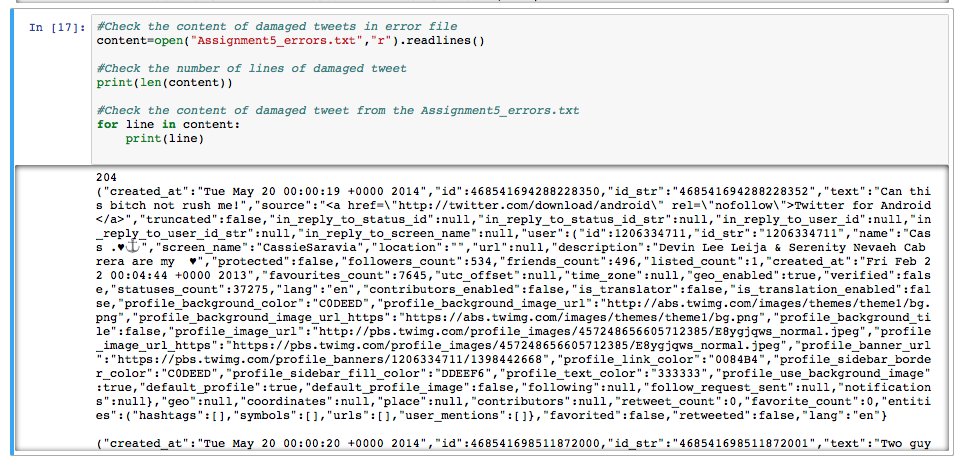 In [17]: #Check the content of damaged tweets in error file
content=open("Assignment5_errors.txt","r").readlines()
#Check the number of lines of damaged tweet
print(len(content))
#Check the content of damaged tweet from the Assignment5_errors.txt
for line in content:
print(line)
204
("created_at":"Tue May 20 00:00:19 +0000 2014","id":468541694288228350,"id_str":"468541694288228352","text":"Can thi
s bitch not rush me!","source":"<a href=\"http://twitter.com/download/android\" rel=\"nofollow\">Twitter for Android
</a>","truncated":false,"in_reply_to_status_id":null,"in_reply_to_status_id_str":null,"in_reply_to_user_id":null,"in
_reply_to_user_id_str":null,"in_reply_to_screen_name":null,"user":("id":1206334711,"id_str":"1206334711","name":"Cas
s .♥⚓","screen_name":"CassieSaravia","location":"","url":null,"description":"Devin Lee Leija & Serenity Nevaeh Cab
rera are my  ♥","protected":false,"followers_count":534,"friends_count":496,"listed_count":1,"created_at":"Fri Feb 2
2 00:04:44 +0000 2013","favourites_count":7645,"utc_offset":null,"time_zone":null,"geo_enabled":true,"verified":fals
e,"statuses_count":37275,"lang":"en","contributors_enabled":false,"is_translator":false,"is_translation_enabled":fal
se,"profile_background_color":"C0DEED","profile_background_image_url":"http://abs.twimg.com/images/themes/theme1/bg.
png","profile_background_image_url_https":"https://abs.twimg.com/images/themes/theme1/bg.png","profile_background_ti
le":false,"profile_image_url":"http://pbs.twimg.com/profile_images/457248656605712385/E8ygjqws_normal.jpeg","profile
_image_url_https":"https://pbs.twimg.com/profile_images/457248656605712385/E8ygjqws_normal.jpeg","profile_banner_url
":"https://pbs.twimg.com/profile_banners/1206334711/1398442668","profile_link_color":"0084B4","profile_sidebar_borde
r_color":"C0DEED","profile_sidebar_fill_color":"DDEEF6","profile_text_color":"333333","profile_use_background_image"
:true,"default_profile":true,"default_profile_image":false,"following":null,"follow_request_sent":null,"notification
s":null},"geo":null,"coordinates":null,"place":null,"contributors":null,"retweet_count":0,"favorite_count":0,"entiti
es":("hashtags":[],"symbols":[],"urls":[],"user_mentions":[]},"favorited":false,"retweeted":false,"lang":"en"}
("created_at":"Tue May 20 00:00:20 +0000 2014","id":468541698511872000,"id_str":"468541698511872001","text":"Two guy